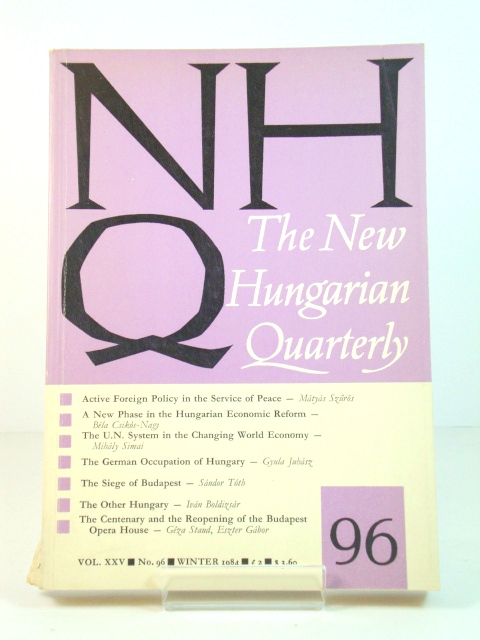 NH
Q
The New
Hungarian
Quarterly
Active Foreign Policy in the Service of Peace — Mátyás Szűrös
A New Phase in the Hungarian Economic Reform —
Béla Csikós-Nagy
The U.N. System in the Changing World Economy —
Mihály Simai
The German Occupation of Hungary — Gyula Juhász
The Siege of Budapest — Sándor Tóth
The Other Hungary — Iván Boldizsár
The Centenary and the Reopening of the Budapest
Opera House — Géza Staud, Eszter Gábor
96
VOL. XXV ■ No. 96 ■ WINTER 1984 ■ £ 2 ■ $ 3.60